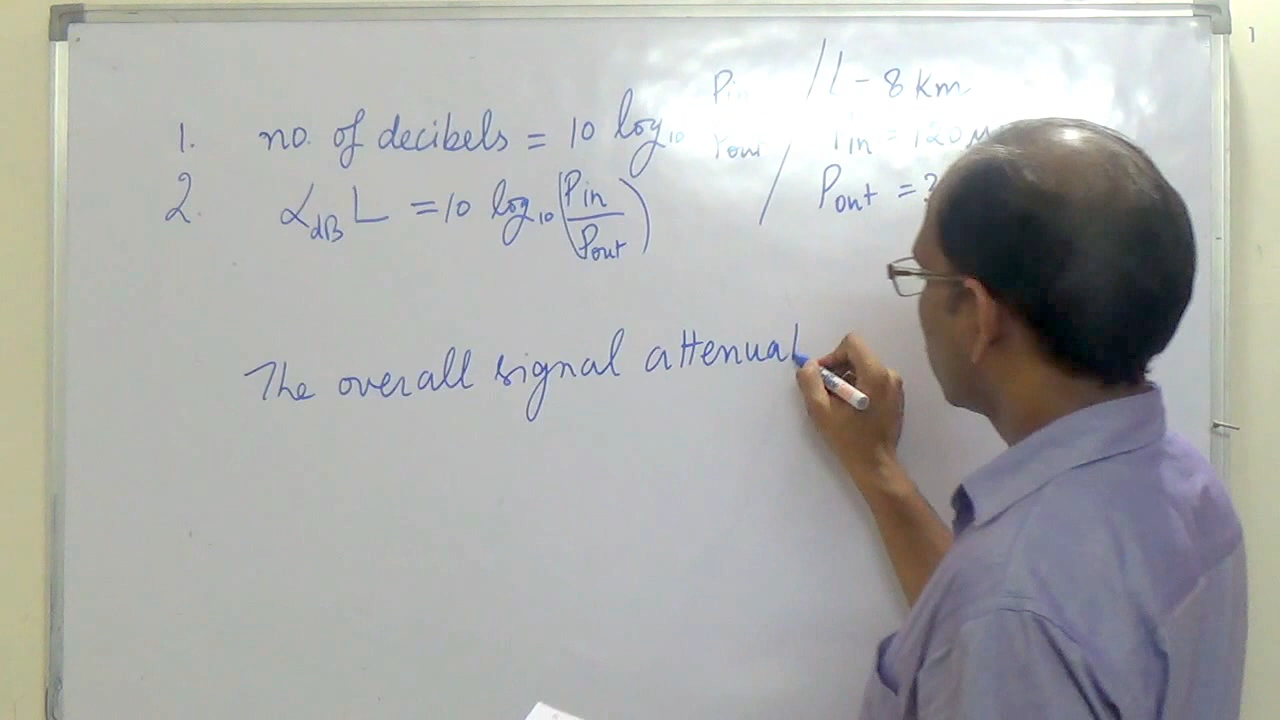 1. no. of decibels = 10 log10 Pin / Pout
2. αdB L = 10 log10 (Pin / Pout)
L - 8 km
Pin = 120 μ
Pout = ?
The overall signal attenuat